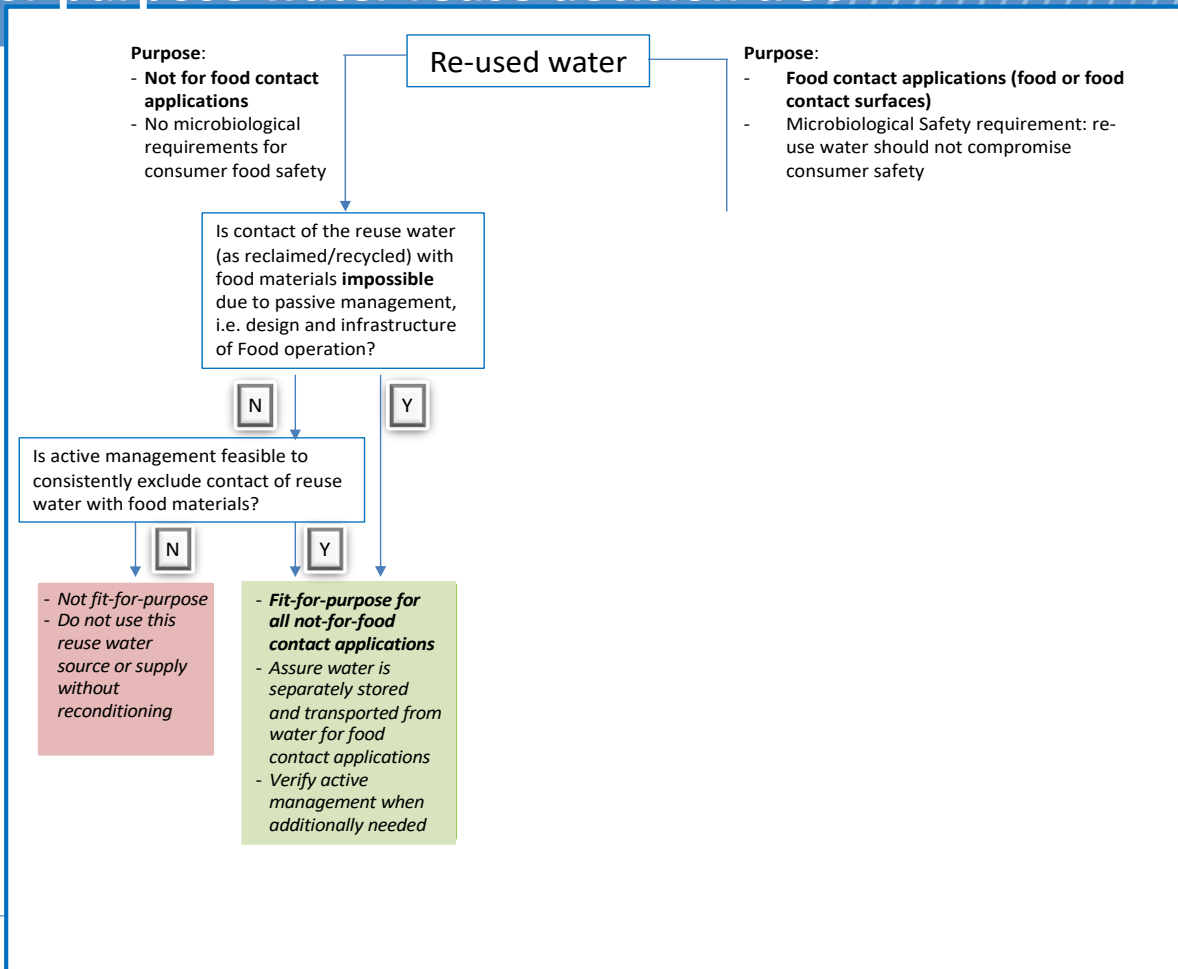 Re-used water
Purpose:
- Not for food contact
applications
- No microbiological
requirements for
consumer food safety
Purpose:
- Food contact applications (food or food
contact surfaces)
- Microbiological Safety requirement: re-
use water should not compromise
consumer safety
Is contact of the reuse water
(as reclaimed/recycled) with
food materials impossible
due to passive management,
i.e. design and infrastructure
of Food operation?
N
Y
Is active management feasible to
consistently exclude contact of reuse
water with food materials?
N
Y
- Not fit-for-purpose
- Do not use this
reuse water
source or supply
without
reconditioning
- Fit-for-purpose for
all not-for-food
contact applications
- Assure water is
separately stored
and transported from
water for food
contact applications
- Verify active
management when
additionally needed